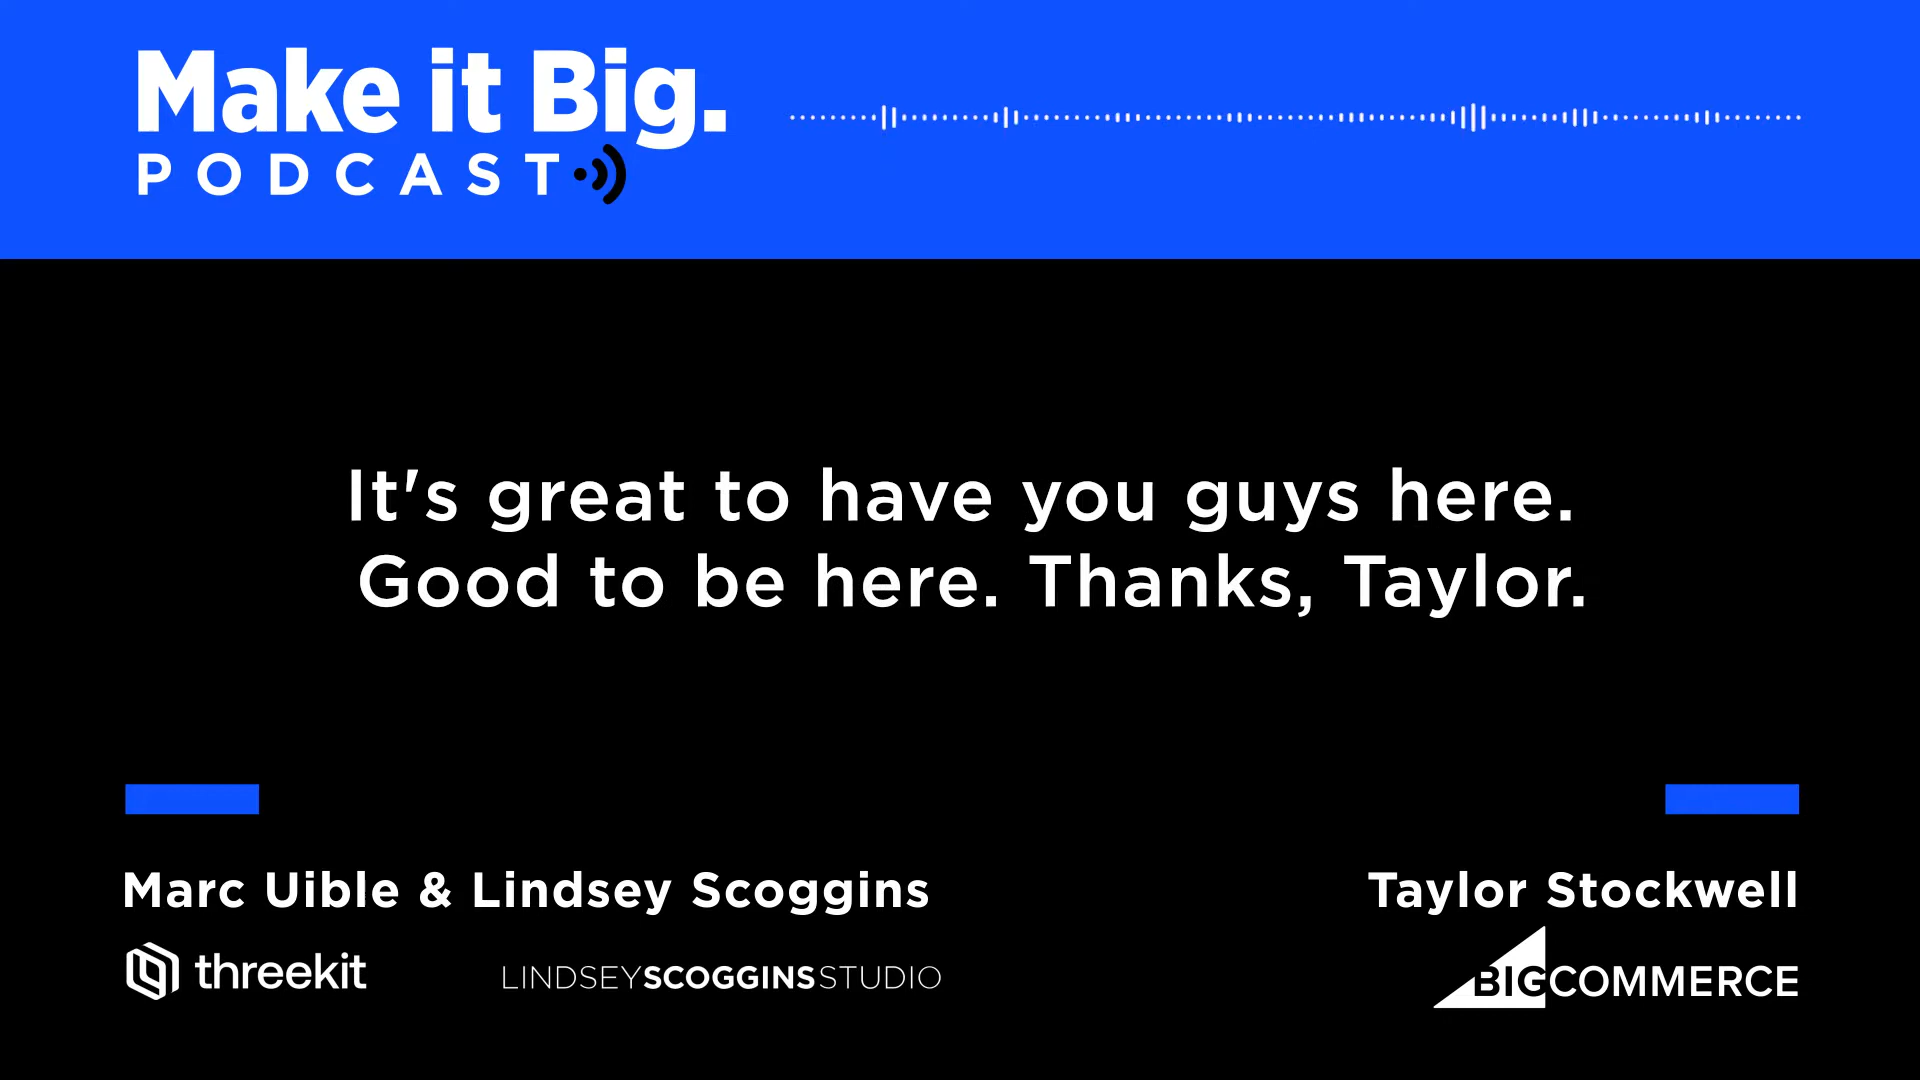 Make it Big.
PODCAST
It's great to have you guys here.
Good to be here. Thanks, Taylor.
Marc Uible & Lindsey Scoggins
Taylor Stockwell
threekit
LINDSEYSCOGGINSSTUDIO
BIGCOMMERCE